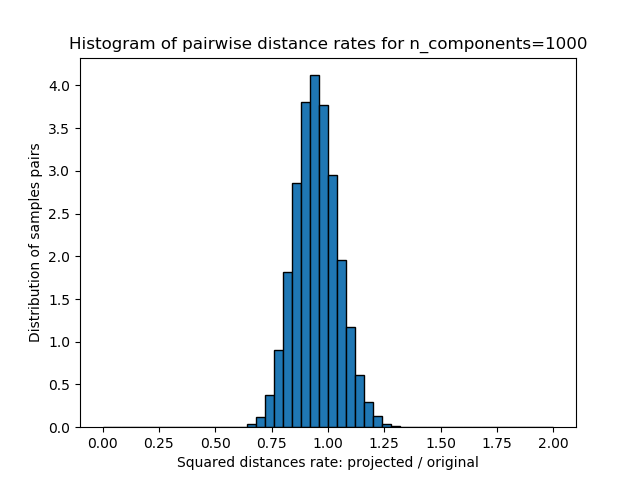 Histogram of pairwise distance rates for n_components=1000
Distribution of samples pairs
4.0
3.5
3.0
2.5
2.0
1.5
1.0
0.5
0.0
0.00 0.25 0.50 0.75 1.00 1.25 1.50 1.75 2.00
Squared distances rate: projected / original